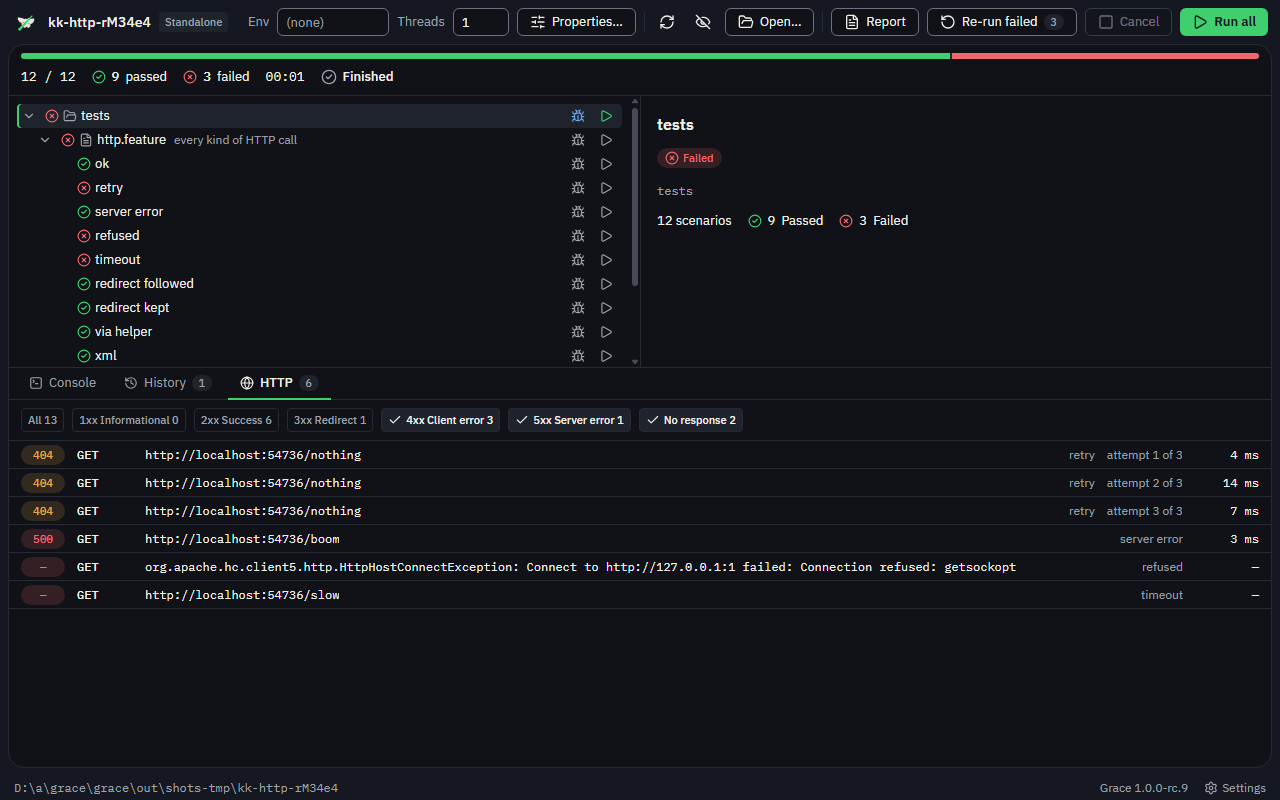 kk-http-rM34e4 Standalone Env (none) Threads 1 Properties... Open... Report Re-run failed 3 Cancel Run all
12 / 12 9 passed 3 failed 00:01 Finished
tests
http.feature every kind of HTTP call
ok
retry
server error
refused
timeout
redirect followed
redirect kept
via helper
xml
tests
Failed
tests
12 scenarios 9 Passed 3 Failed
Console History 1 HTTP 6
All 13 1xx Informational 0 2xx Success 6 3xx Redirect 1 4xx Client error 3 5xx Server error 1 No response 2
404 GET http://localhost:54736/nothing retry attempt 1 of 3 4 ms
404 GET http://localhost:54736/nothing retry attempt 2 of 3 14 ms
404 GET http://localhost:54736/nothing retry attempt 3 of 3 7 ms
500 GET http://localhost:54736/boom server error 3 ms
— GET org.apache.hc.client5.http.HttpHostConnectException: Connect to http://127.0.0.1:1 failed: Connection refused: getsockopt refused —
— GET http://localhost:54736/slow timeout —
D:\a\grace\grace\out\shots-tmp\kk-http-rM34e4 Grace 1.0.0-rc.9 Settings